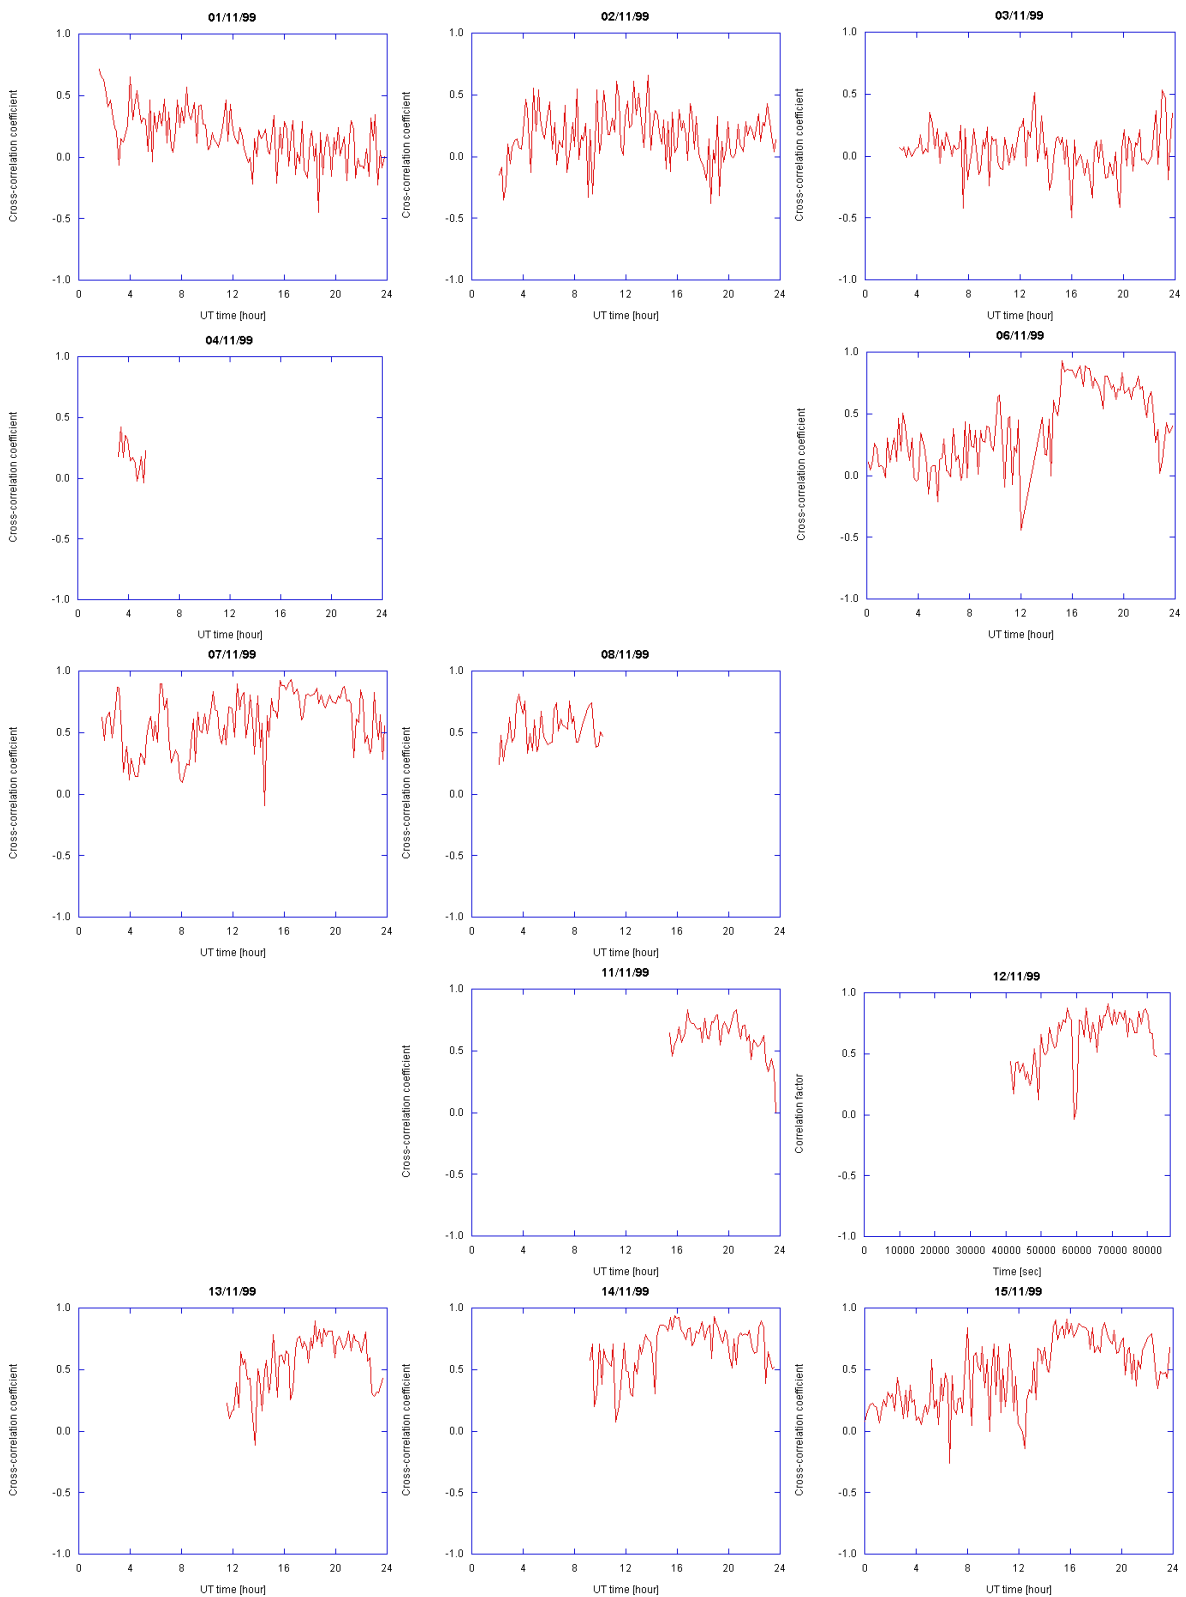 01/11/99
1.0
0.5
0.0
-0.5
-1.0
0 4 8 12 16 20 24
UT time [hour]
Cross-correlation coefficient
02/11/99
1.0
0.5
0.0
-0.5
-1.0
0 4 8 12 16 20 24
UT time [hour]
Cros-correlation coefficient
03/11/99
1.0
0.5
0.0
-0.5
-1.0
0 4 8 12 16 20 24
UT time [hour]
Cross-correlation coefficient
04/11/99
1.0
0.5
0.0
-0.5
-1.0
0 4 8 12 16 20 24
UT time [hour]
Cross-correlation coefficient
06/11/99
1.0
0.5
0.0
-0.5
-1.0
0 4 8 12 16 20 24
UT time [hour]
Cross-correlation coefficient
07/11/99
1.0
0.5
0.0
-0.5
-1.0
0 4 8 12 16 20 24
UT time [hour]
Cross-correlation coefficient
08/11/99
1.0
0.5
0.0
-0.5
-1.0
0 4 8 12 16 20 24
UT time [hour]
Cross-correlation coefficient
11/11/99
1.0
0.5
0.0
-0.5
-1.0
0 4 8 12 16 20 24
UT time [hour]
Cross-correlation coefficient
12/11/99
1.0
0.5
0.0
-0.5
-1.0
0 10000 20000 30000 40000 50000 60000 70000 80000
Time [sec]
Correlation factor
13/11/99
1.0
0.5
0.0
-0.5
-1.0
0 4 8 12 16 20 24
UT time [hour]
Cross-correlation coefficient
14/11/99
1.0
0.5
0.0
-0.5
-1.0
0 4 8 12 16 20 24
UT time [hour]
Cross-correlation coefficient
15/11/99
1.0
0.5
0.0
-0.5
-1.0
0 4 8 12 16 20 24
UT time [hour]
Cross-correlation coefficient